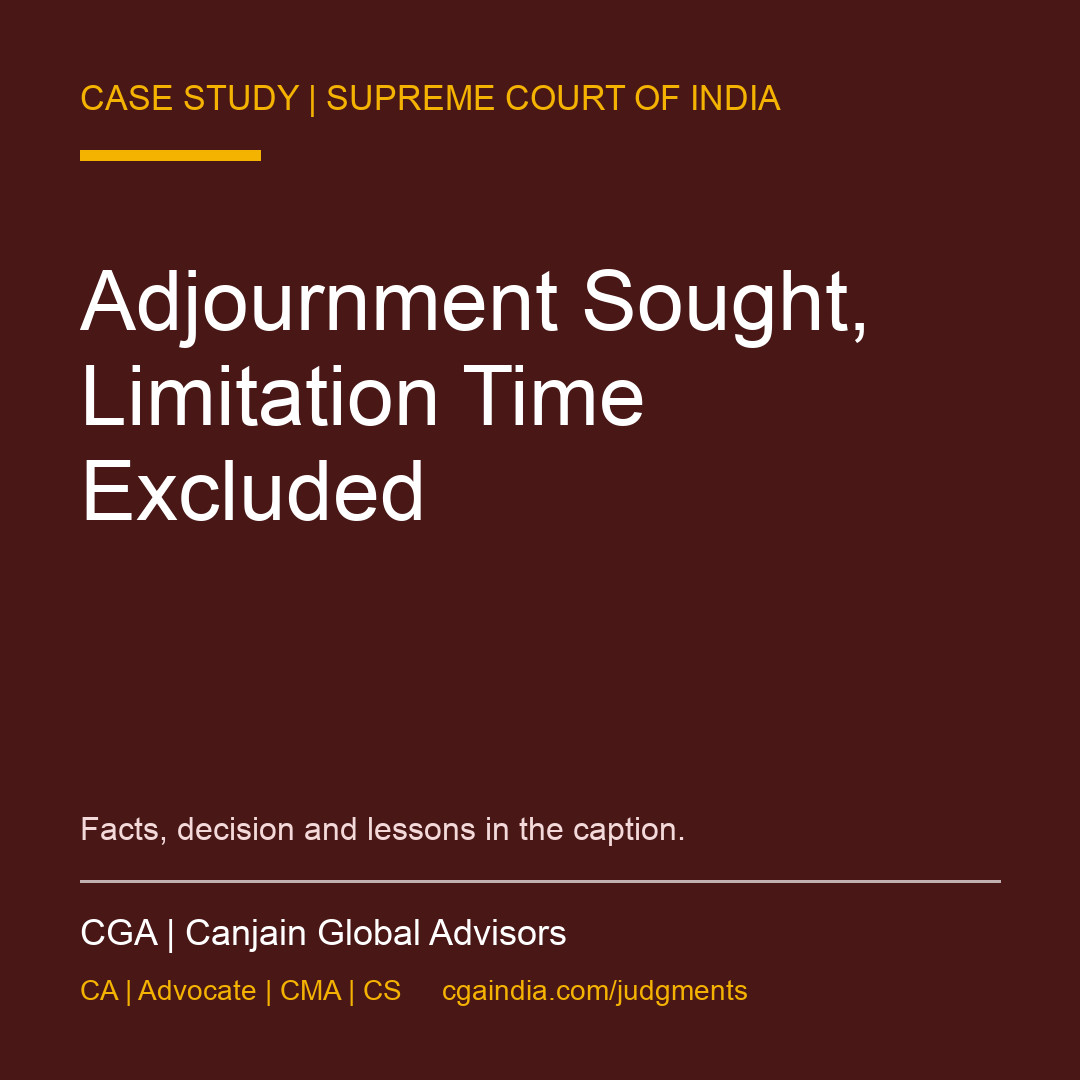 CASE STUDY | SUPREME COURT OF INDIA
Adjournment Sought,
Limitation Time
Excluded
Facts, decision and lessons in the caption.
CGA | Canjain Global Advisors
CA | Advocate | CMA | CS cgaindia.com/judgments